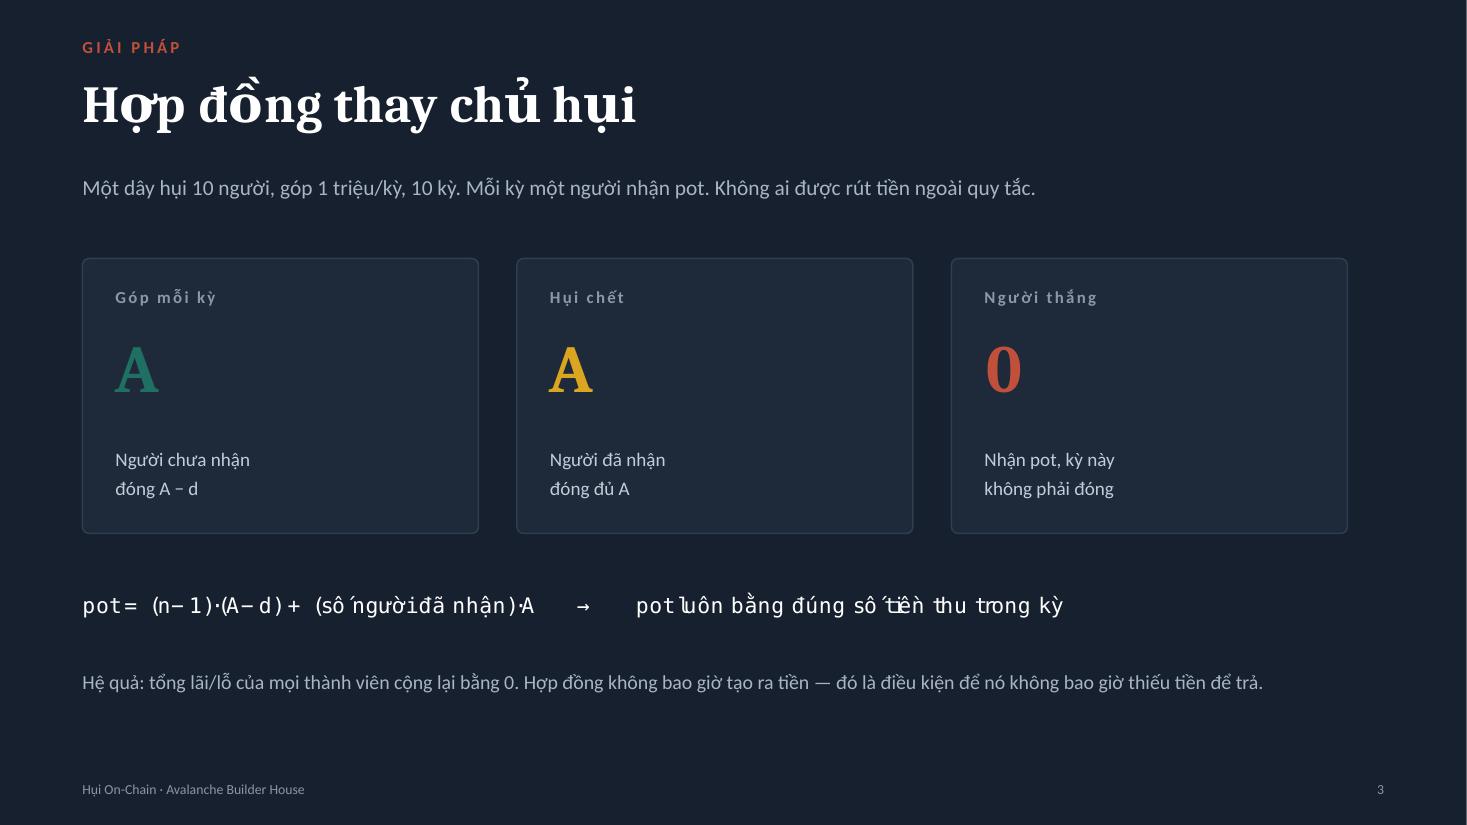 GIẢI PHÁP
Hợp đồng thay chủ hụi
Một dây hụi 10 người, góp 1 triệu/kỳ, 10 kỳ. Mỗi kỳ một người nhận pot. Không ai được rút tiền ngoài quy tắc.
Góp mỗi kỳ
A
Người chưa nhận
đóng A − d
Hụi chết
A
Người đã nhận
đóng đủ A
Người thắng
0
Nhận pot, kỳ này
không phải đóng
pot = (n−1)·(A−d) + (số người đã nhận)·A → pot luôn bằng đúng số tiền thu trong kỳ
Hệ quả: tổng lãi/lỗ của mọi thành viên cộng lại bằng 0. Hợp đồng không bao giờ tạo ra tiền — đó là điều kiện để nó không bao giờ thiếu tiền để trả.
Hụi On-Chain · Avalanche Builder House
3